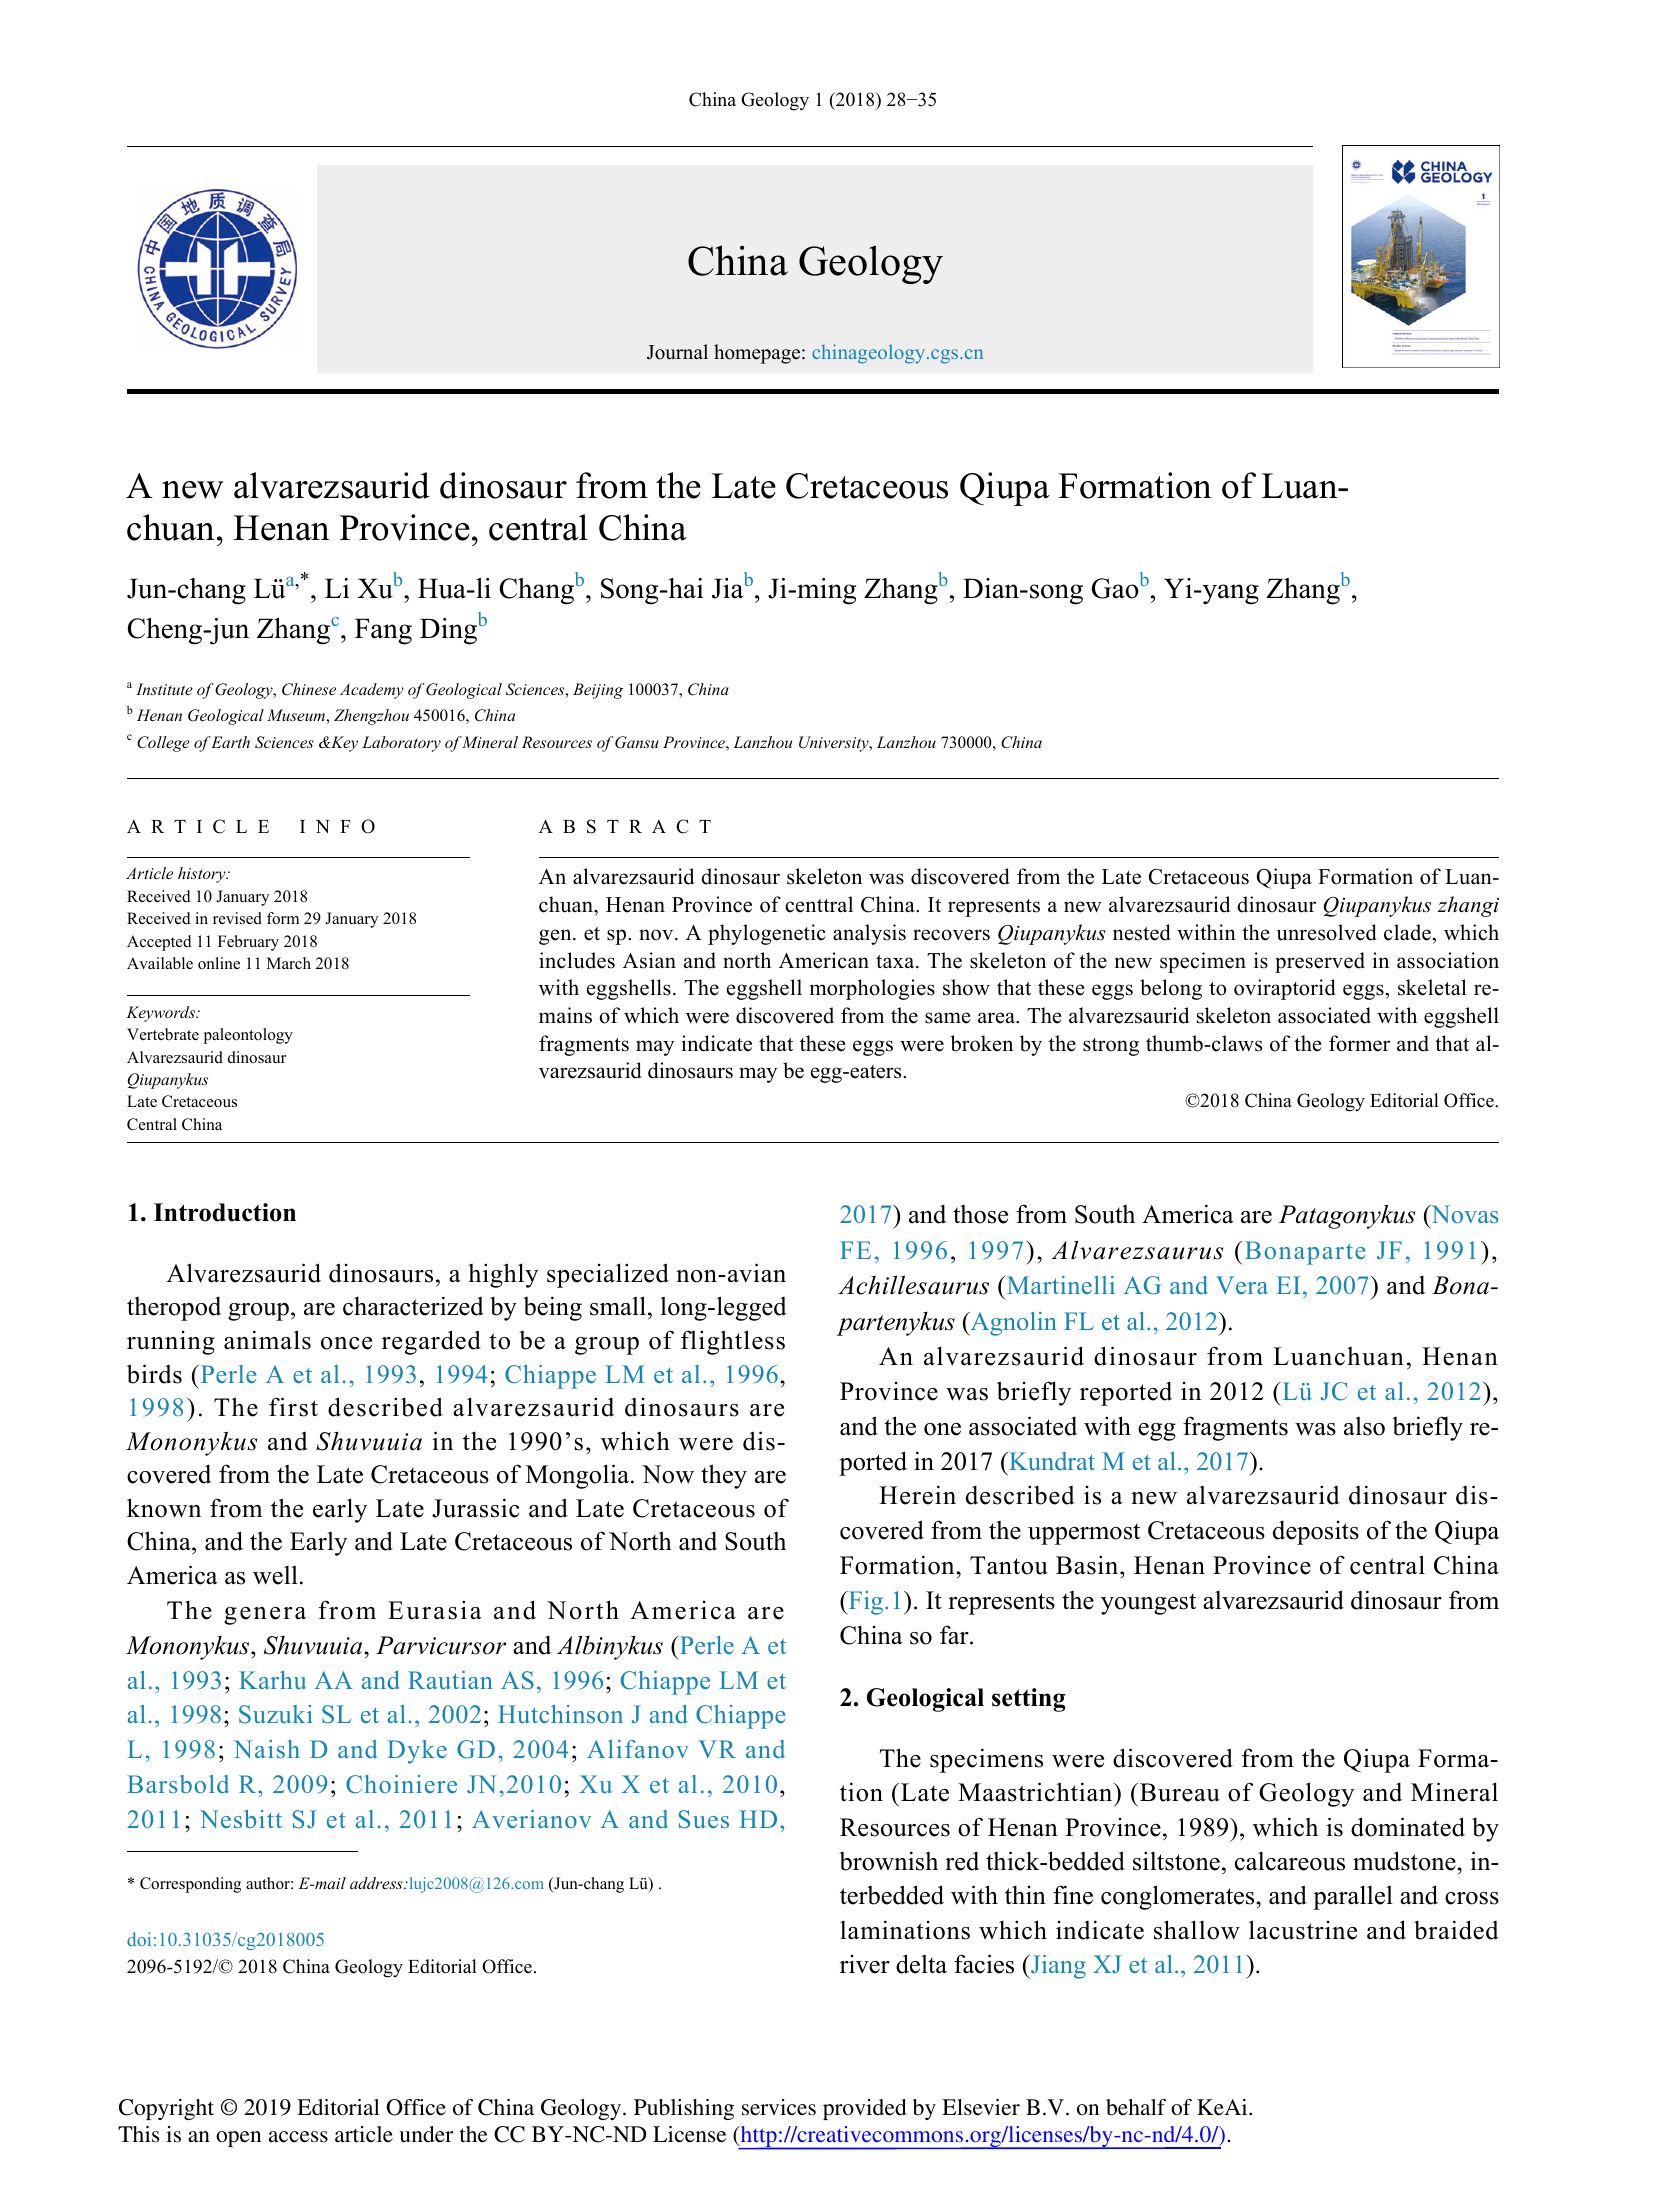 China Geology 1 (2018) 28−35
中国地质调查局
CHINA GEOLOGICAL SURVEY
China Geology
Journal homepage: chinageology.cgs.cn
CHINA
GEOLOGY
1
A new alvarezsaurid dinosaur from the Late Cretaceous Qiupa Formation of Luan-
chuan, Henan Province, central China
Jun-chang Lüa,*, Li Xub, Hua-li Changb, Song-hai Jiab, Ji-ming Zhangb, Dian-song Gaob, Yi-yang Zhangb,
Cheng-jun Zhangc, Fang Dingb
a Institute of Geology, Chinese Academy of Geological Sciences, Beijing 100037, China
b Henan Geological Museum, Zhengzhou 450016, China
c College of Earth Sciences &Key Laboratory of Mineral Resources of Gansu Province, Lanzhou University, Lanzhou 730000, China
ARTICLE INFO
Article history:
Received 10 January 2018
Received in revised form 29 January 2018
Accepted 11 February 2018
Available online 11 March 2018
Keywords:
Vertebrate paleontology
Alvarezsaurid dinosaur
Qiupanykus
Late Cretaceous
Central China
ABSTRACT
An alvarezsaurid dinosaur skeleton was discovered from the Late Cretaceous Qiupa Formation of Luan-
chuan, Henan Province of centtral China. It represents a new alvarezsaurid dinosaur Qiupanykus zhangi
gen. et sp. nov. A phylogenetic analysis recovers Qiupanykus nested within the unresolved clade, which
includes Asian and north American taxa. The skeleton of the new specimen is preserved in association
with eggshells. The eggshell morphologies show that these eggs belong to oviraptorid eggs, skeletal re-
mains of which were discovered from the same area. The alvarezsaurid skeleton associated with eggshell
fragments may indicate that these eggs were broken by the strong thumb-claws of the former and that al-
varezsaurid dinosaurs may be egg-eaters.
©2018 China Geology Editorial Office.
1. Introduction
Alvarezsaurid dinosaurs, a highly specialized non-avian
theropod group, are characterized by being small, long-legged
running animals once regarded to be a group of flightless
birds (Perle A et al., 1993, 1994; Chiappe LM et al., 1996,
1998). The first described alvarezsaurid dinosaurs are
Mononykus and Shuvuuia in the 1990’s, which were dis-
covered from the Late Cretaceous of Mongolia. Now they are
known from the early Late Jurassic and Late Cretaceous of
China, and the Early and Late Cretaceous of North and South
America as well.
The genera from Eurasia and North America are
Mononykus, Shuvuuia, Parvicursor and Albinykus (Perle A et
al., 1993; Karhu AA and Rautian AS, 1996; Chiappe LM et
al., 1998; Suzuki SL et al., 2002; Hutchinson J and Chiappe
L, 1998; Naish D and Dyke GD, 2004; Alifanov VR and
Barsbold R, 2009; Choiniere JN,2010; Xu X et al., 2010,
2011; Nesbitt SJ et al., 2011; Averianov A and Sues HD,
* Corresponding author: E-mail address:lujc2008@126.com (Jun-chang Lü) .
doi:10.31035/cg2018005
2096-5192/© 2018 China Geology Editorial Office.
2017) and those from South America are Patagonykus (Novas
FE, 1996, 1997), Alvarezsaurus (Bonaparte JF, 1991),
Achillesaurus (Martinelli AG and Vera EI, 2007) and Bona-
partenykus (Agnolin FL et al., 2012).
An alvarezsaurid dinosaur from Luanchuan, Henan
Province was briefly reported in 2012 (Lü JC et al., 2012),
and the one associated with egg fragments was also briefly re-
ported in 2017 (Kundrat M et al., 2017).
Herein described is a new alvarezsaurid dinosaur dis-
covered from the uppermost Cretaceous deposits of the Qiupa
Formation, Tantou Basin, Henan Province of central China
(Fig.1). It represents the youngest alvarezsaurid dinosaur from
China so far.
2. Geological setting
The specimens were discovered from the Qiupa Forma-
tion (Late Maastrichtian) (Bureau of Geology and Mineral
Resources of Henan Province, 1989), which is dominated by
brownish red thick-bedded siltstone, calcareous mudstone, in-
terbedded with thin fine conglomerates, and parallel and cross
laminations which indicate shallow lacustrine and braided
river delta facies (Jiang XJ et al., 2011).
Copyright © 2019 Editorial Office of China Geology. Publishing services provided by Elsevier B.V. on behalf of KeAi.
This is an open access article under the CC BY-NC-ND License (http://creativecommons.org/licenses/by-nc-nd/4.0/).